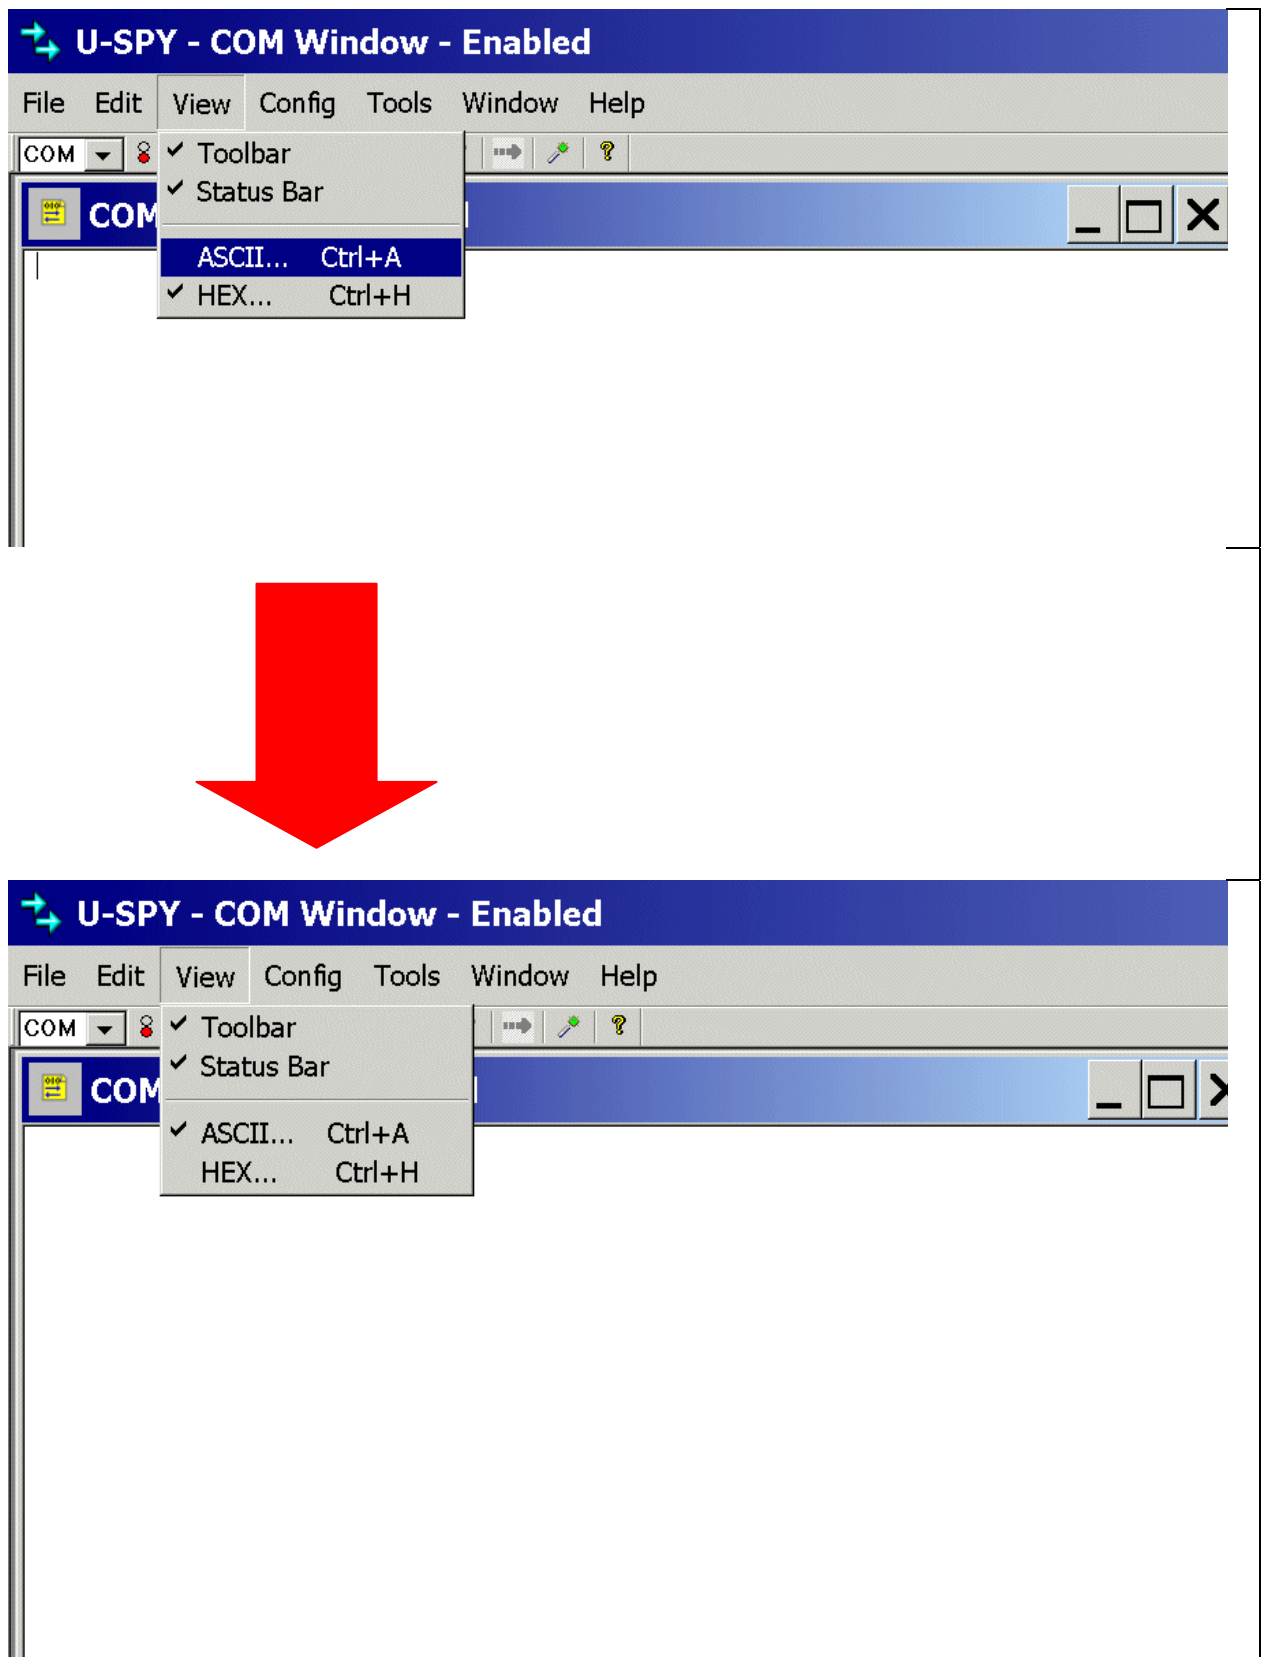 U-SPY - COM Window - Enabled
File Edit View Config Tools Window Help
COM
Toolbar
Status Bar
COM
ASCII... Ctrl+A
HEX... Ctrl+H
U-SPY - COM Window - Enabled
File Edit View Config Tools Window Help
COM
Toolbar
Status Bar
COM
ASCII... Ctrl+A
HEX... Ctrl+H